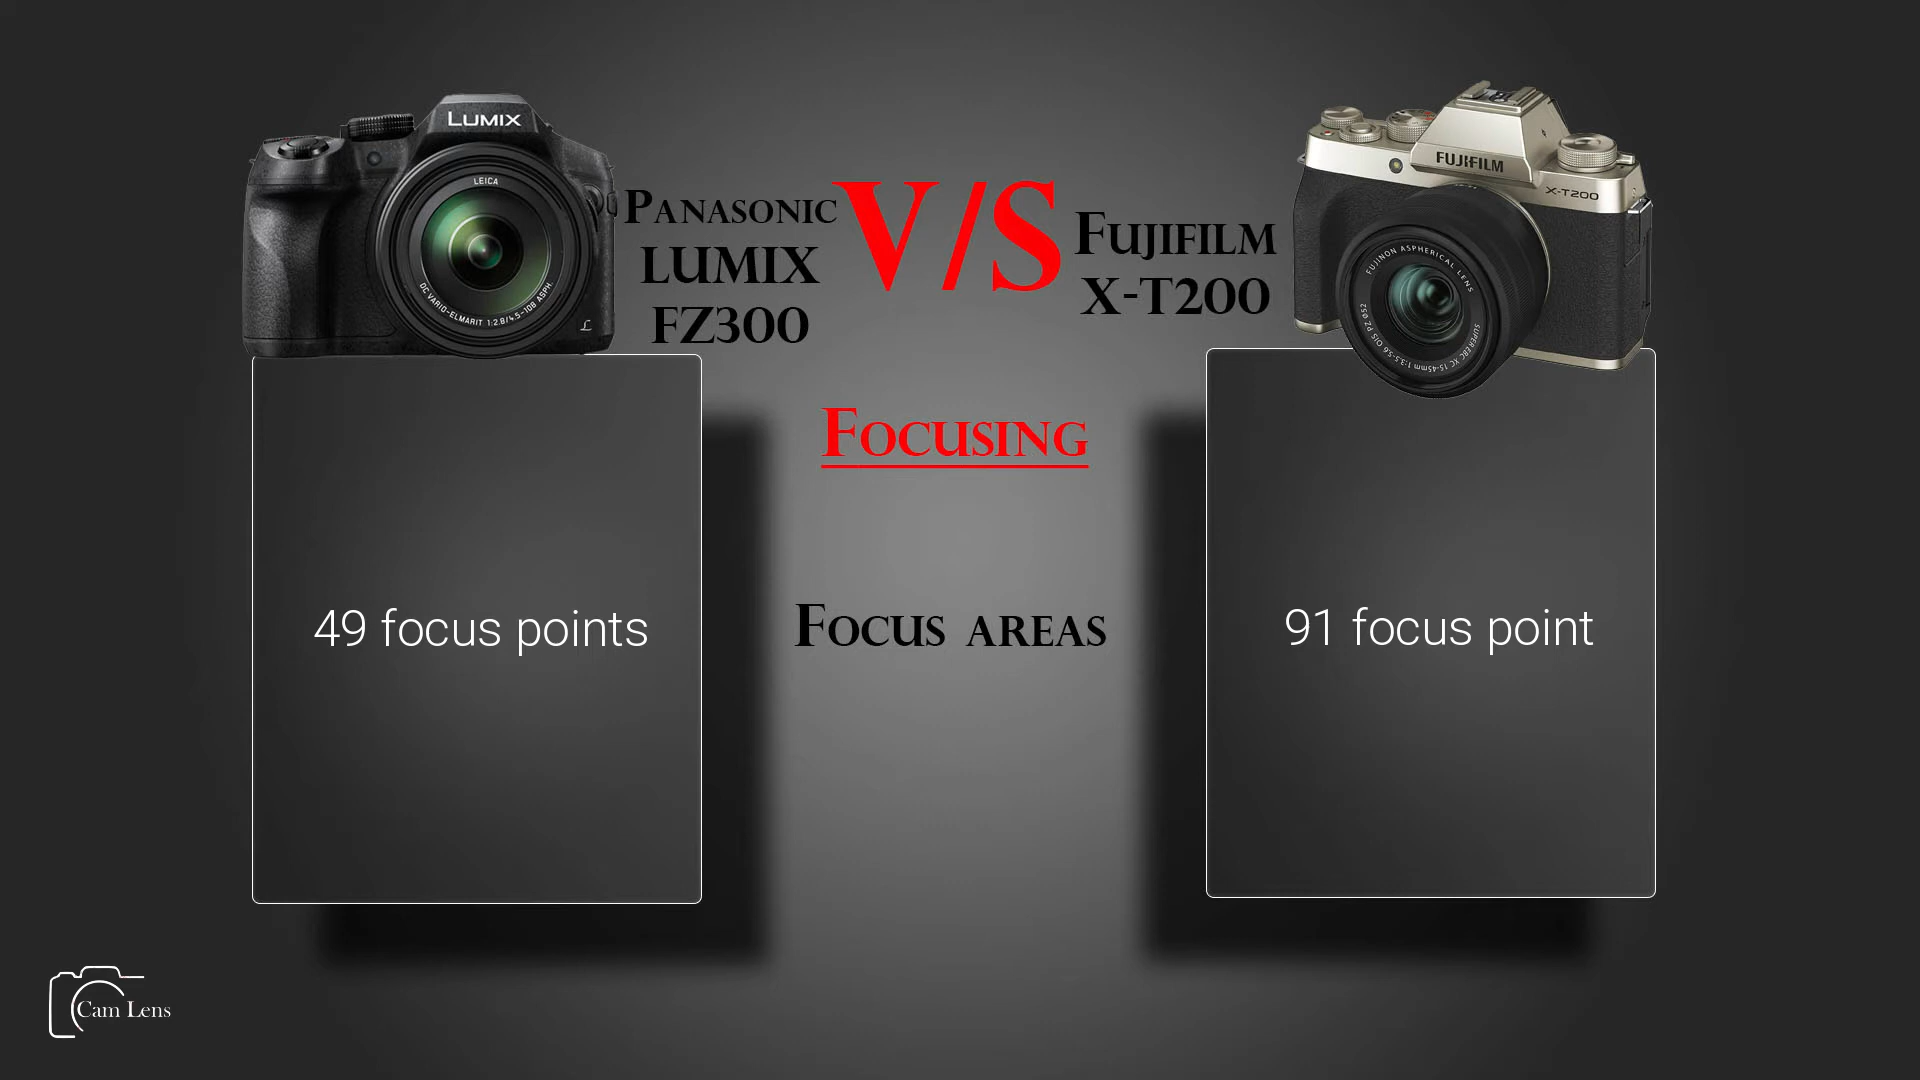 LUMIX
LEICA
DC VARIO-ELMARIT 1:2.8/4.5-108 ASPH.
L
PANASONIC
LUMIX
FZ300
V/S
FUJIFILM
X-T200
FUJIFILM
X-T200
FUJINON ASPHERICAL LENS
SUPER EBC XC 15-45mm 1:3.5-5.6 OIS PZ Ø52
FOCUSING
49 focus points
FOCUS AREAS
91 focus point
Cam Lens